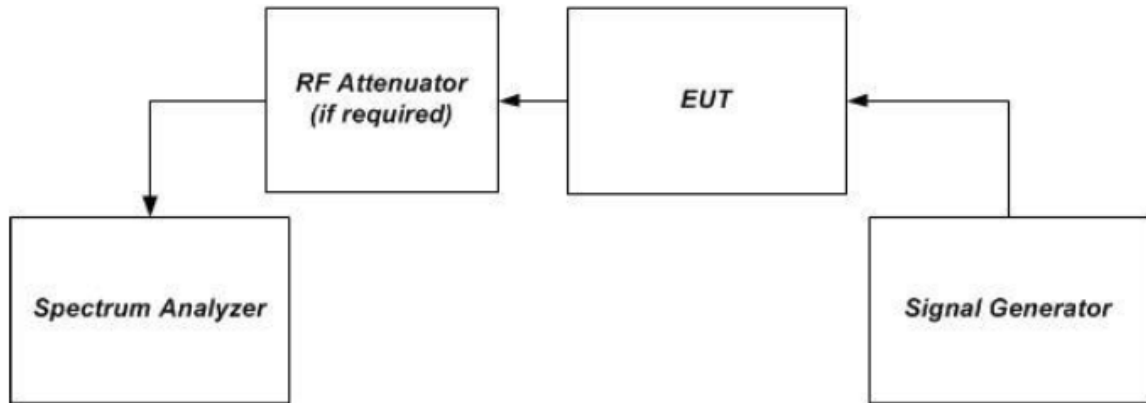 RF Attenuator
(if required)
EUT
Spectrum Analyzer
Signal Generator